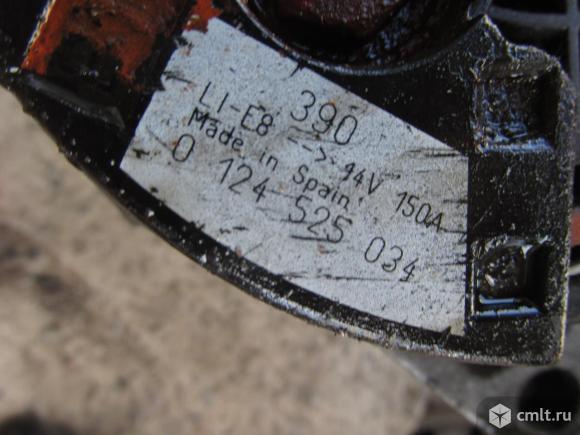 390
LI-E8 --> 14V 150A
Made in Spain.
0 124 525 034
cmlt.ru